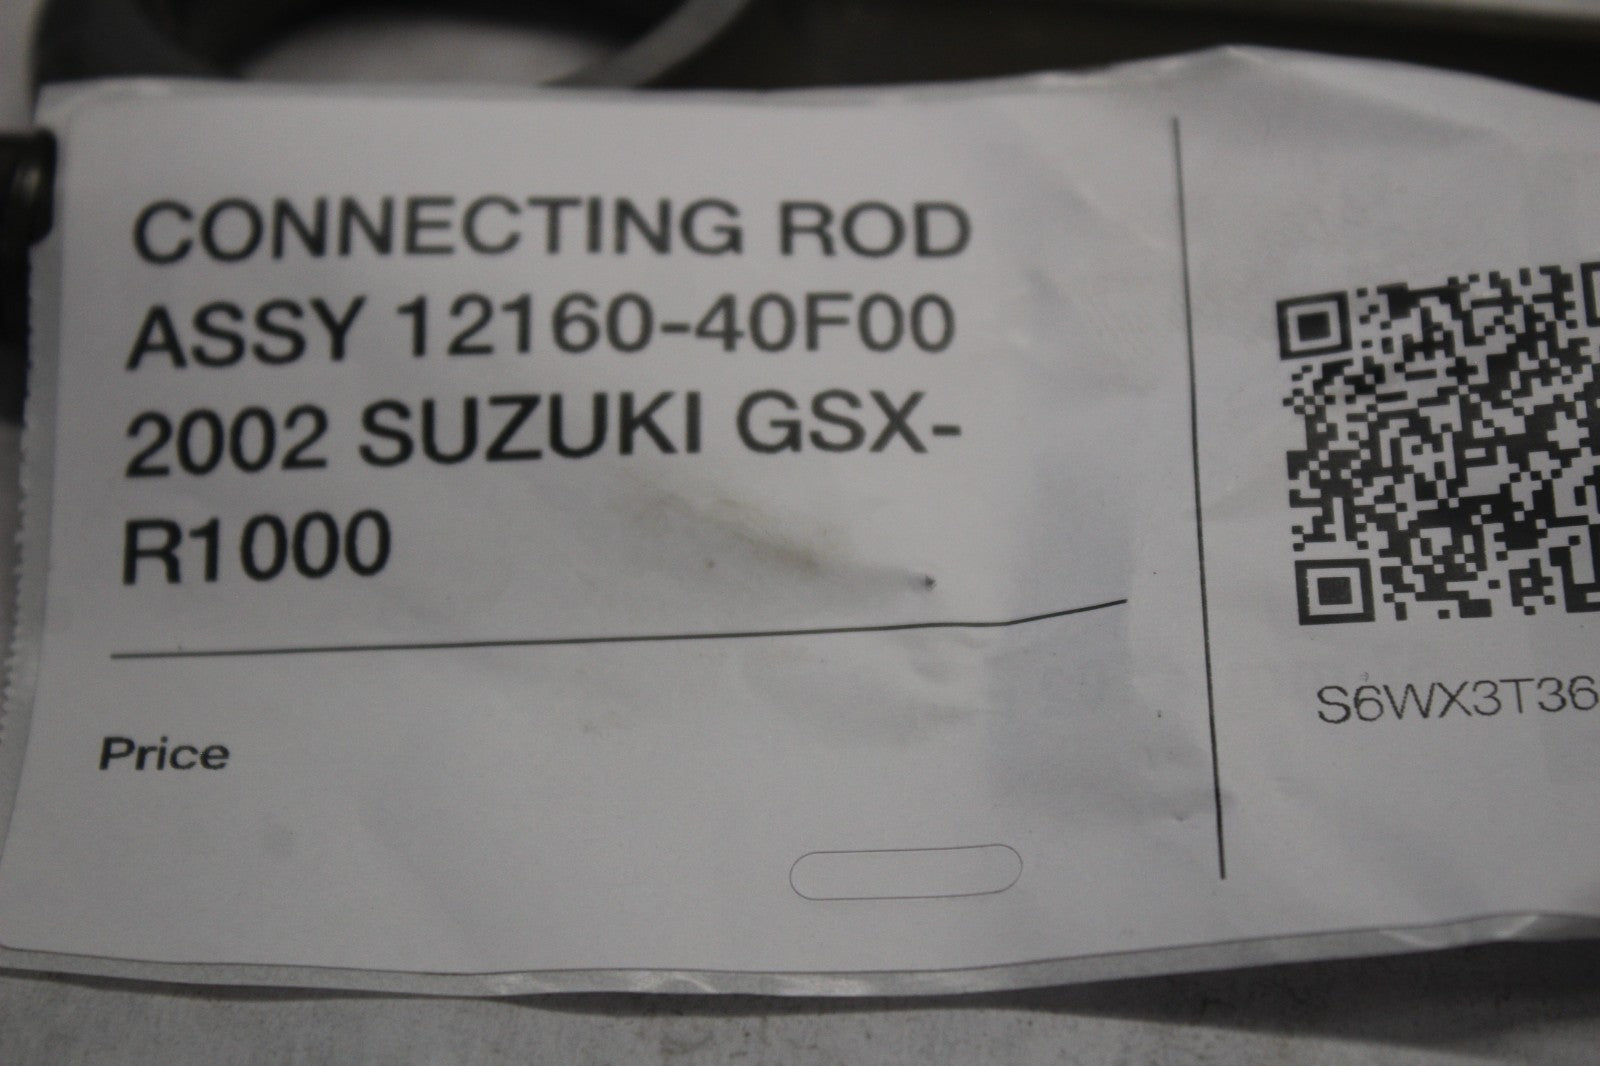 CONNECTING ROD
ASSY 12160-40F00
2002 SUZUKI GSX-
R1000
Price
S6WX3T36